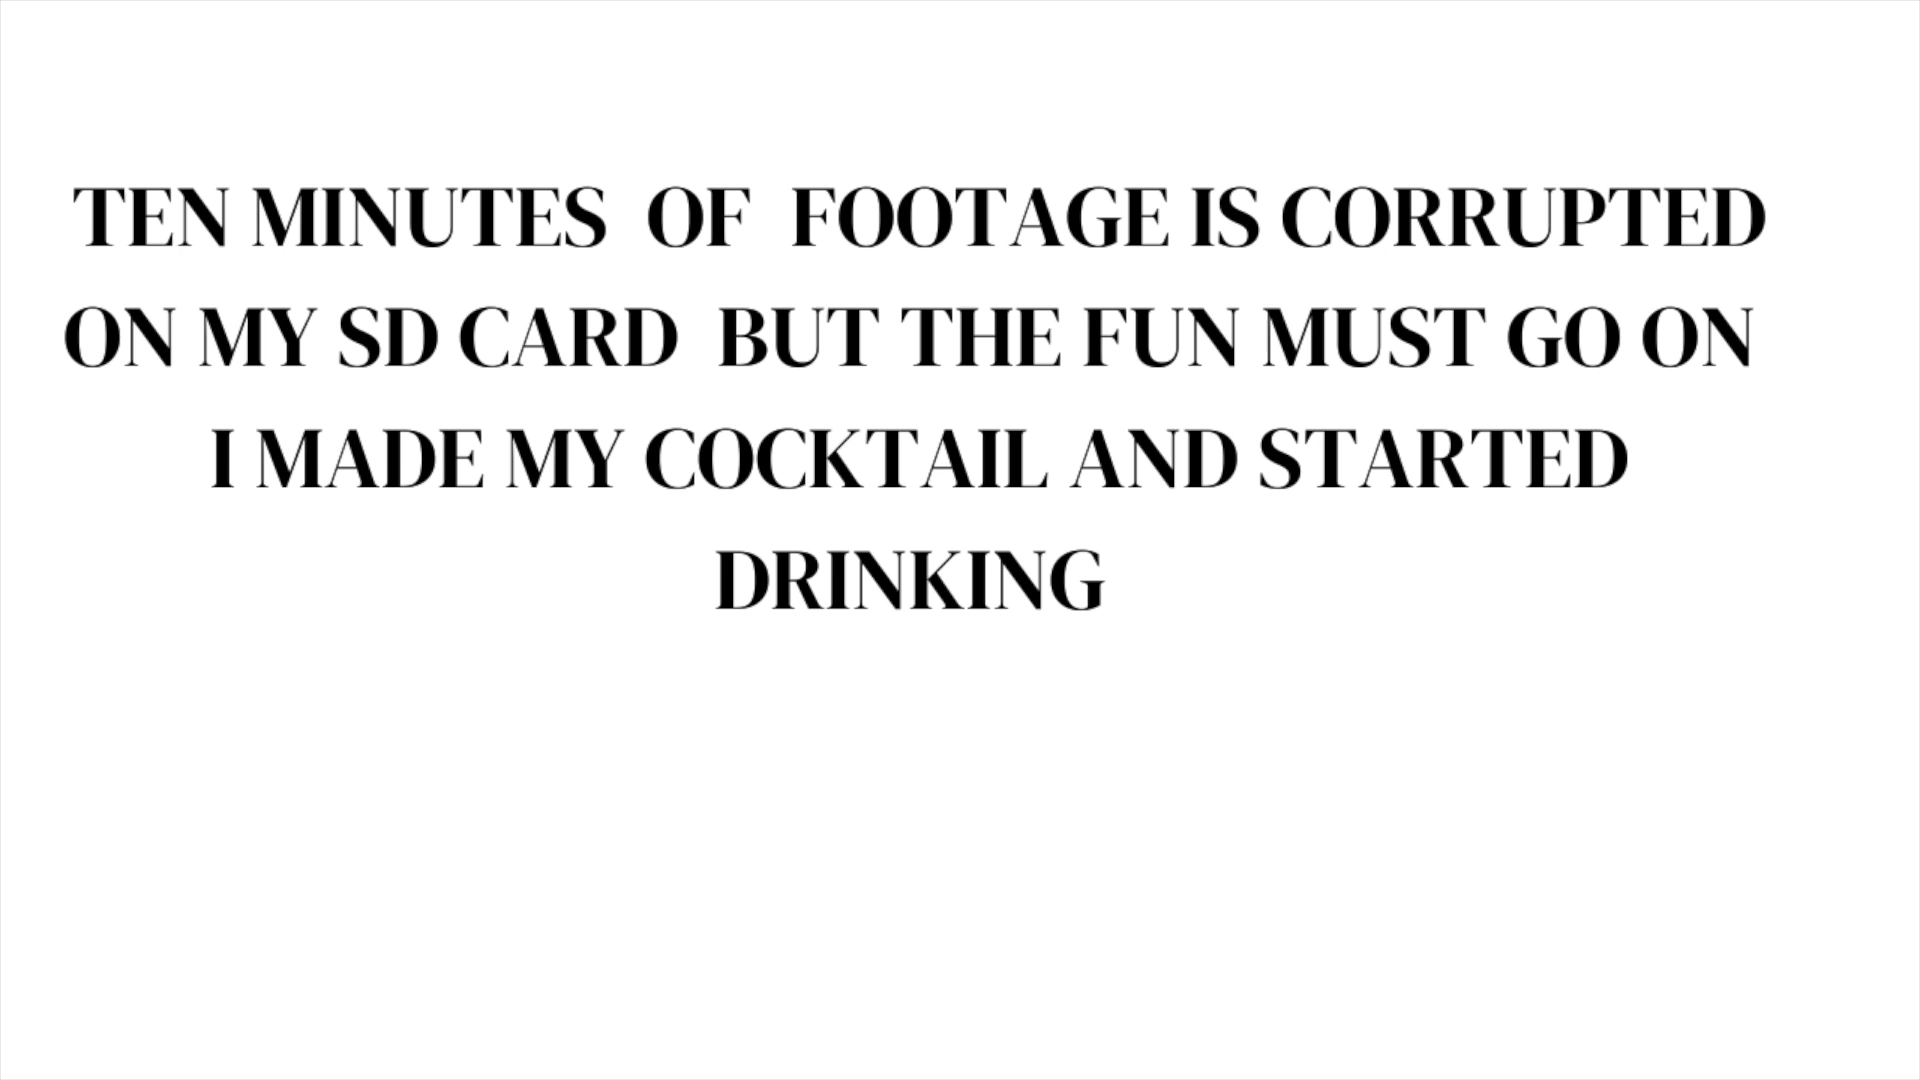 TEN MINUTES OF FOOTAGE IS CORRUPTED
ON MY SD CARD BUT THE FUN MUST GO ON
I MADE MY COCKTAIL AND STARTED
DRINKING